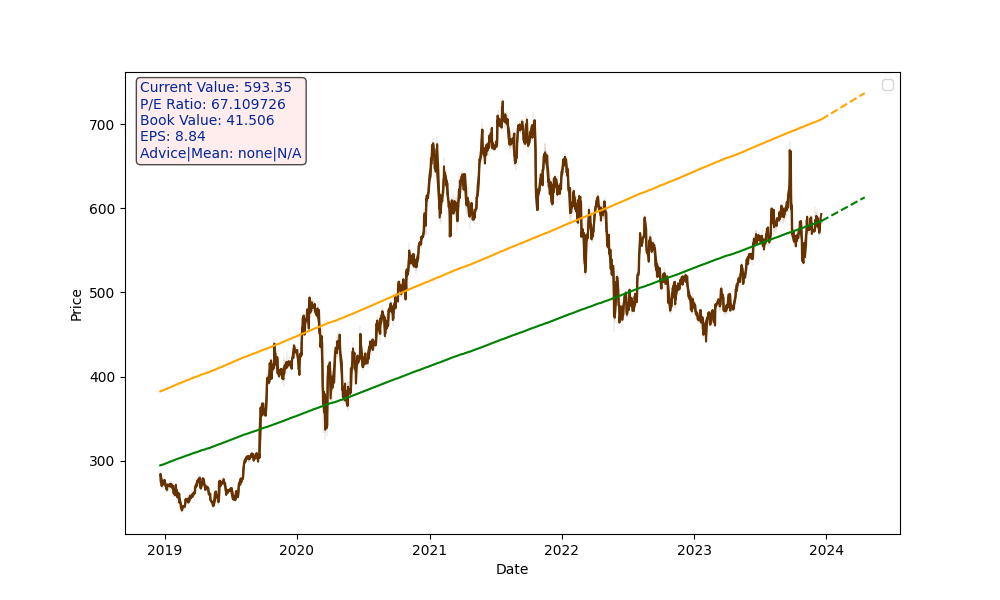 Current Value: 593.35
P/E Ratio: 67.109726
Book Value: 41.506
EPS: 8.84
Advice|Mean: none|N/A
700
600
500
400
300
Price
2019 2020 2021 2022 2023 2024
Date